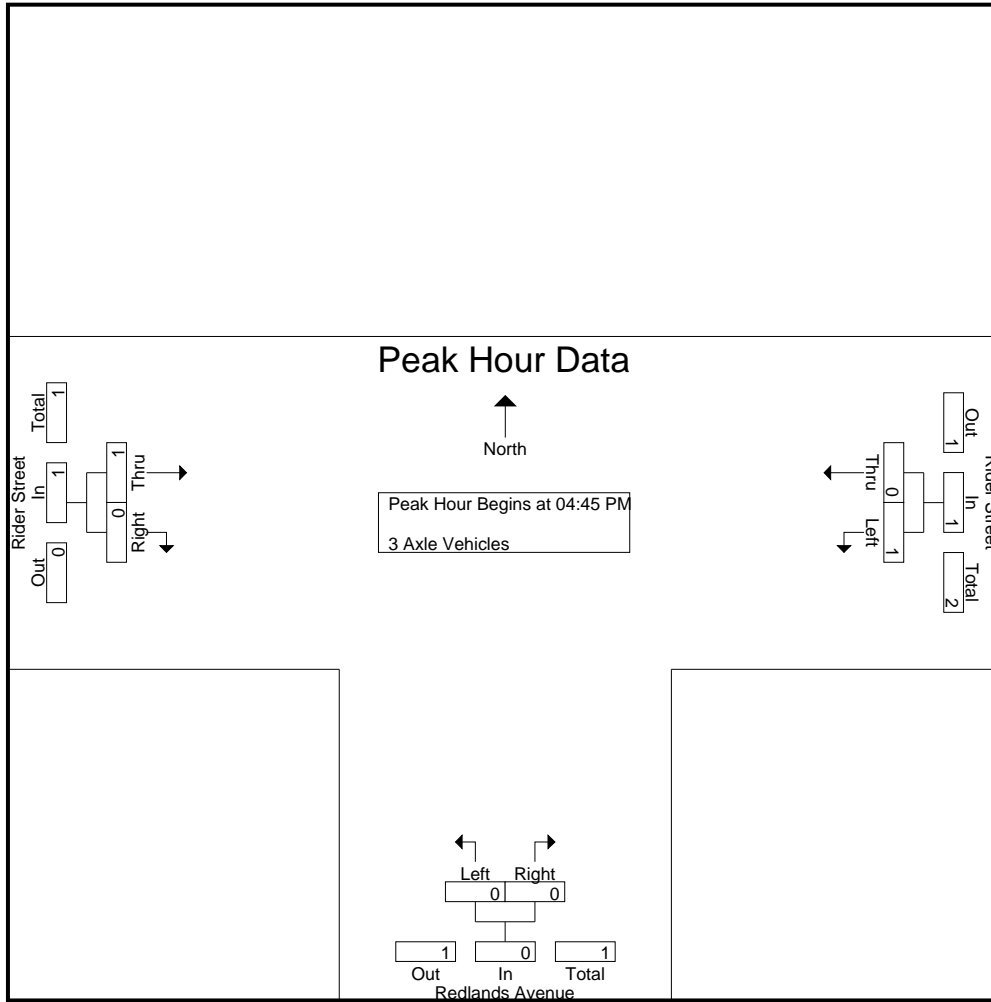 Peak Hour Data
North
Peak Hour Begins at 04:45 PM
3 Axle Vehicles
Rider Street
Total
1
In
1
Out
0
Thru
1
Right
0
Rider Street
Out
1
In
1
Total
2
Thru
0
Left
1
Left Right
0 0
1 0 1
Out In Total
Redlands Avenue